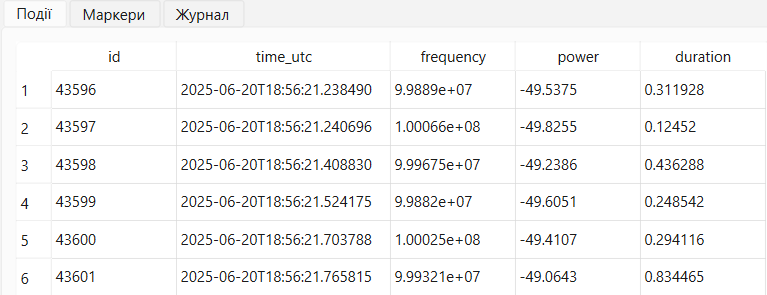 Події Маркери Журнал
id time_utc frequency power duration
1 43596 2025-06-20T18:56:21.238490 9.9889e+07 -49.5375 0.311928
2 43597 2025-06-20T18:56:21.240696 1.00066e+08 -49.8255 0.12452
3 43598 2025-06-20T18:56:21.408830 9.99675e+07 -49.2386 0.436288
4 43599 2025-06-20T18:56:21.524175 9.9882e+07 -49.6051 0.248542
5 43600 2025-06-20T18:56:21.703788 1.00025e+08 -49.4107 0.294116
6 43601 2025-06-20T18:56:21.765815 9.99321e+07 -49.0643 0.834465